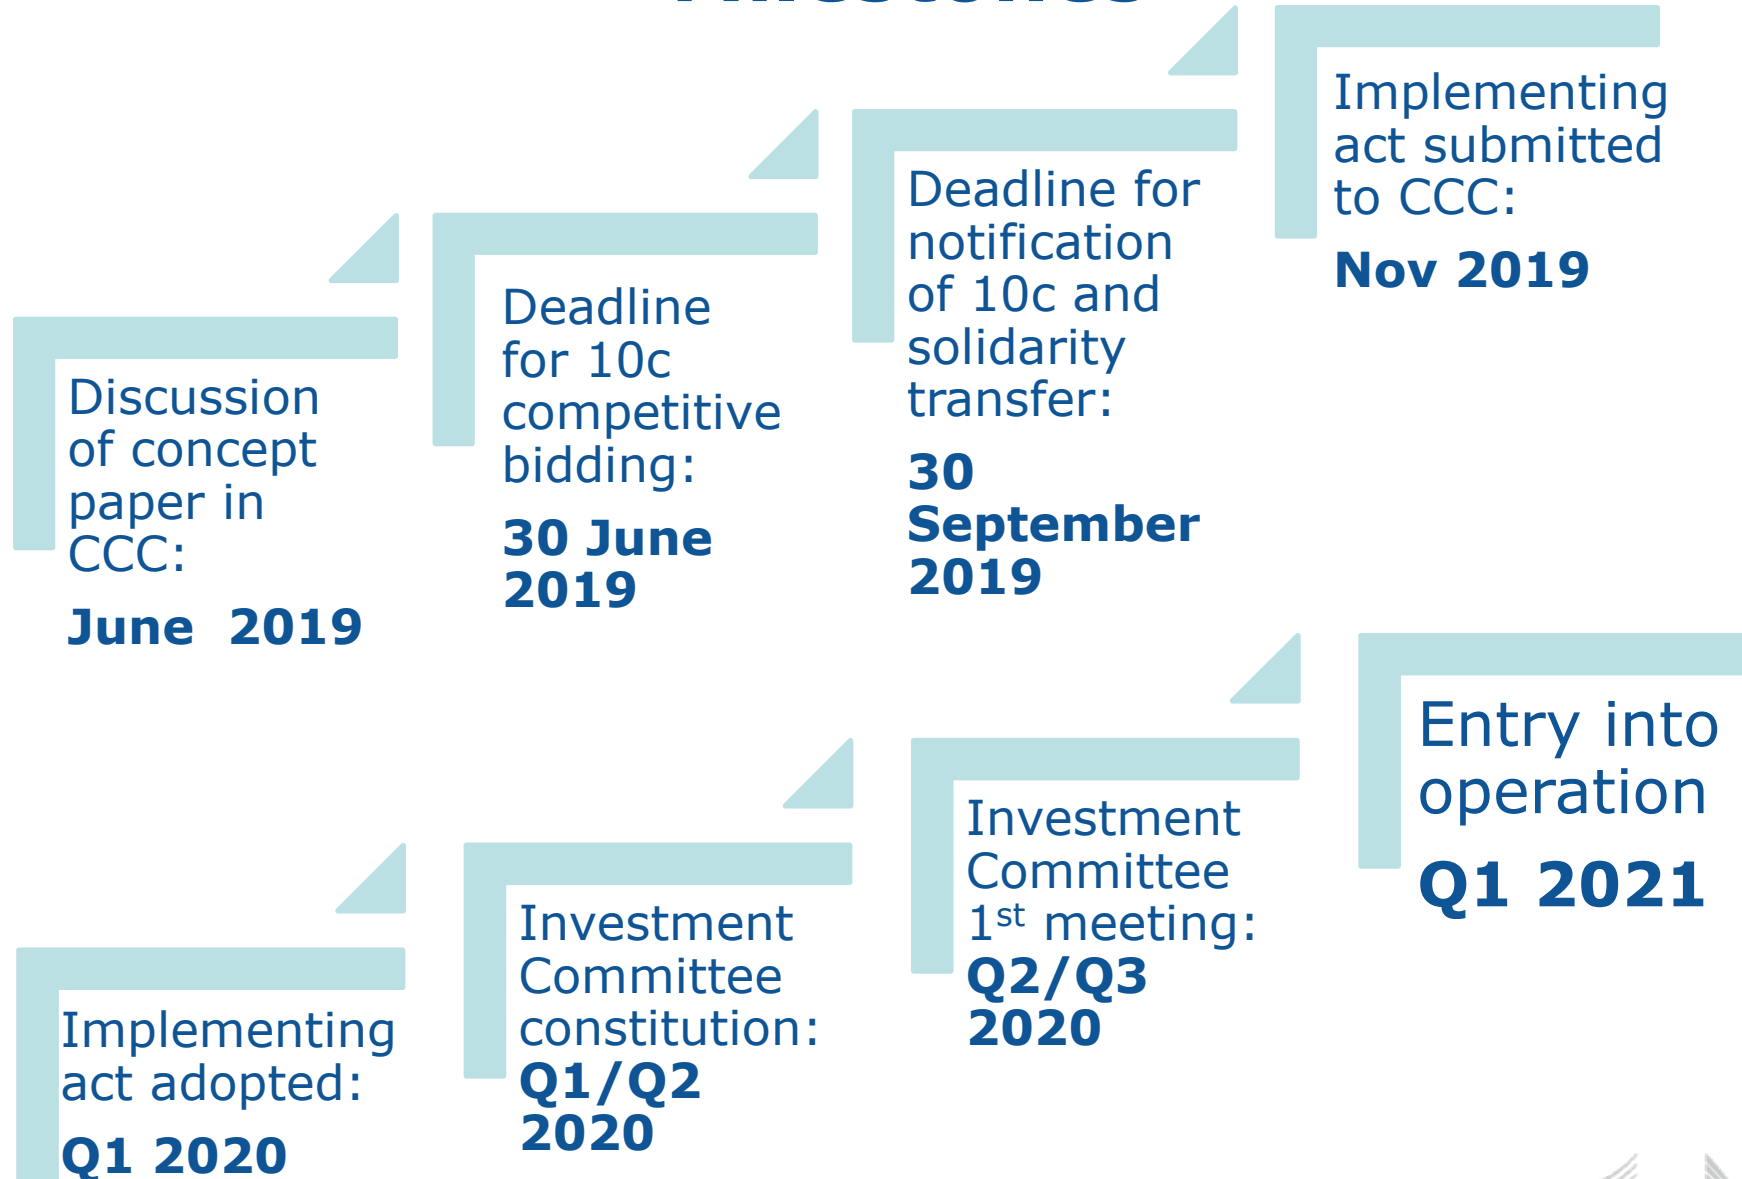 Discussion
of concept
paper in
CCC:
June 2019
Deadline
for 10c
competitive
bidding:
30 June
2019
Deadline for
notification
of 10c and
solidarity
transfer:
30
September
2019
Implementing
act submitted
to CCC:
Nov 2019
Implementing
act adopted:
Q1 2020
Investment
Committee
constitution:
Q1/Q2
2020
Investment
Committee
1st meeting:
Q2/Q3
2020
Entry into
operation
Q1 2021